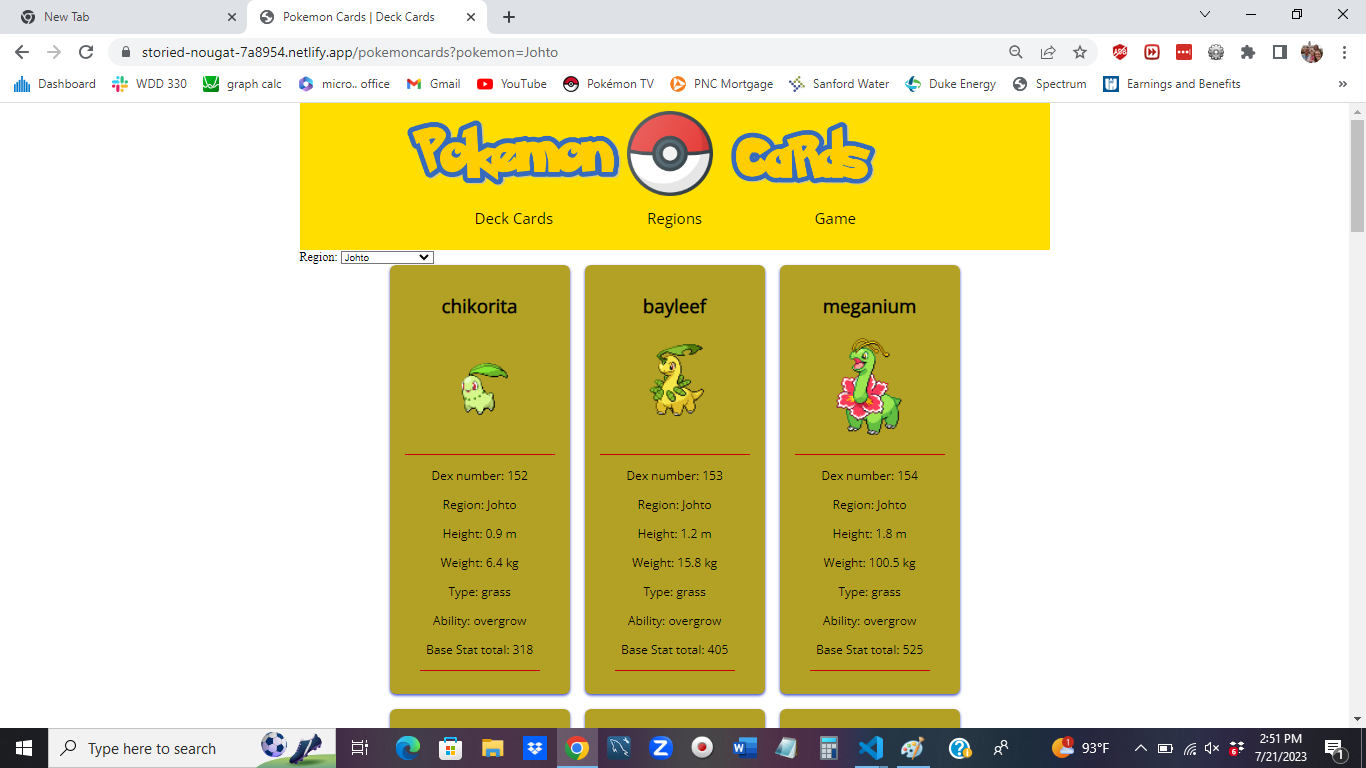 New Tab
Pokemon Cards | Deck Cards
storied-nougat-7a8954.netlify.app/pokemoncards?pokemon=Johto
Dashboard WDD 330 graph calc micro.. office Gmail YouTube Pokémon TV PNC Mortgage Sanford Water Duke Energy Spectrum Earnings and Benefits »
Pokemon Cards
Deck Cards Regions Game
Region: Johto
chikorita bayleef meganium
Dex number: 152 Dex number: 153 Dex number: 154
Region: Johto Region: Johto Region: Johto
Height: 0.9 m Height: 1.2 m Height: 1.8 m
Weight: 6.4 kg Weight: 15.8 kg Weight: 100.5 kg
Type: grass Type: grass Type: grass
Ability: overgrow Ability: overgrow Ability: overgrow
Base Stat total: 318 Base Stat total: 405 Base Stat total: 525
Type here to search
93°F
2:51 PM
7/21/2023